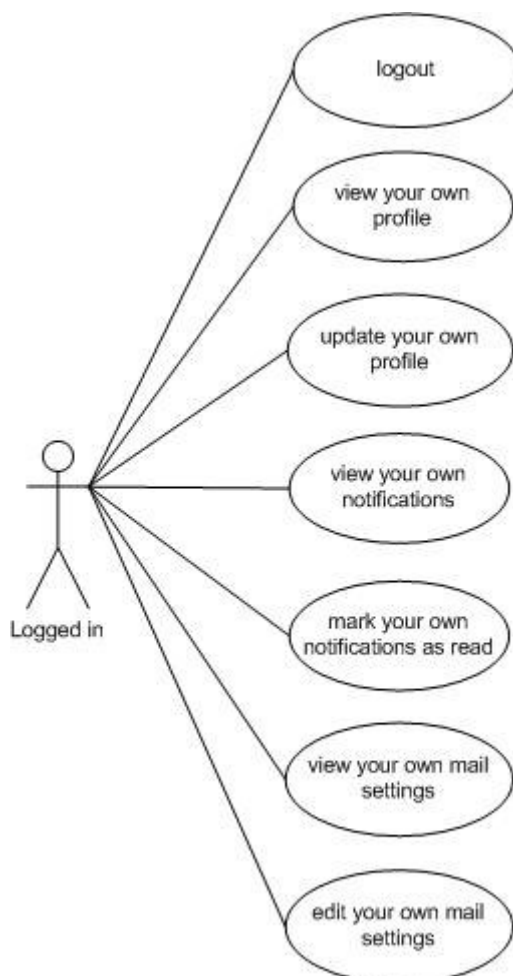 logout
view your own
profile
update your own
profile
view your own
notifications
Logged in
mark your own
notifications as read
view your own mail
settings
edit your own mail
settings